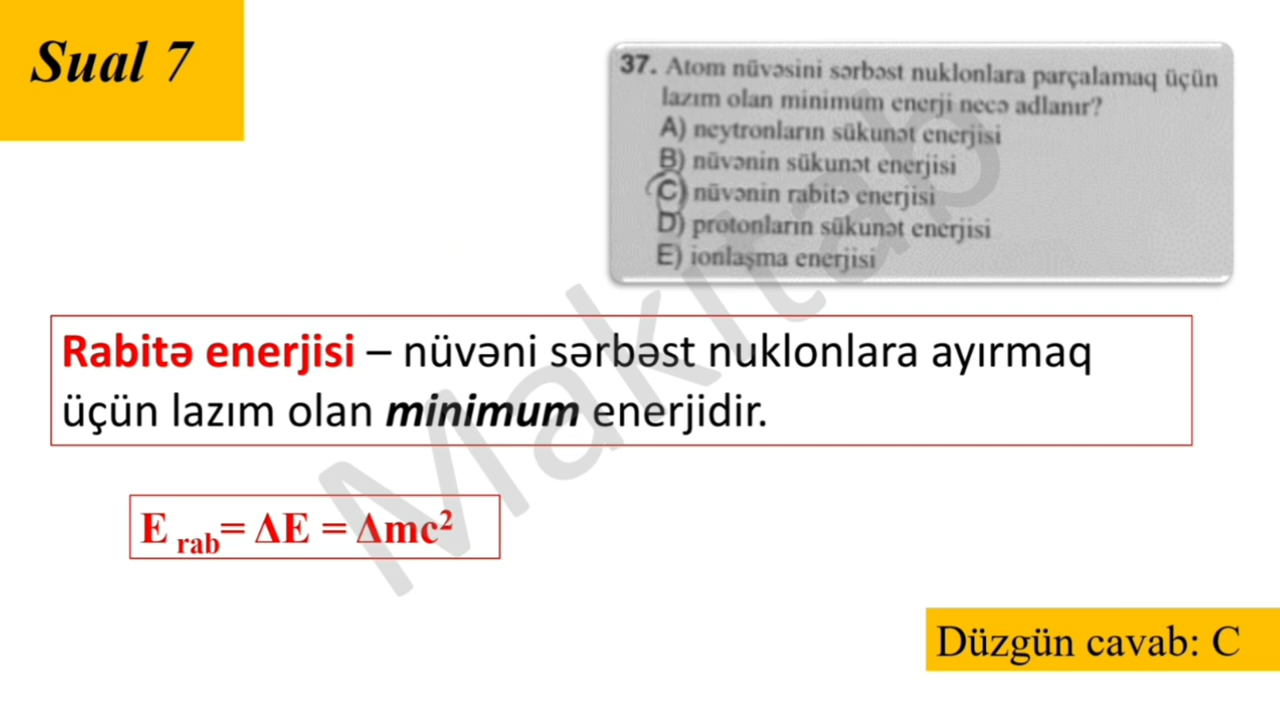 Sual 7
37. Atom nüvəsini sərbəst nuklonlara parçalamaq üçün
lazım olan minimum enerji necə adlanır?
A) neytronların sükunət enerjisi
B) nüvənin sükunət enerjisi
C) nüvənin rabitə enerjisi
D) protonların sükunət enerjisi
E) ionlaşma enerjisi
Rabitə enerjisi – nüvəni sərbəst nuklonlara ayırmaq
üçün lazım olan minimum enerjidir.
E rab= ΔE = Δmc²
Düzgün cavab: C
Makitab